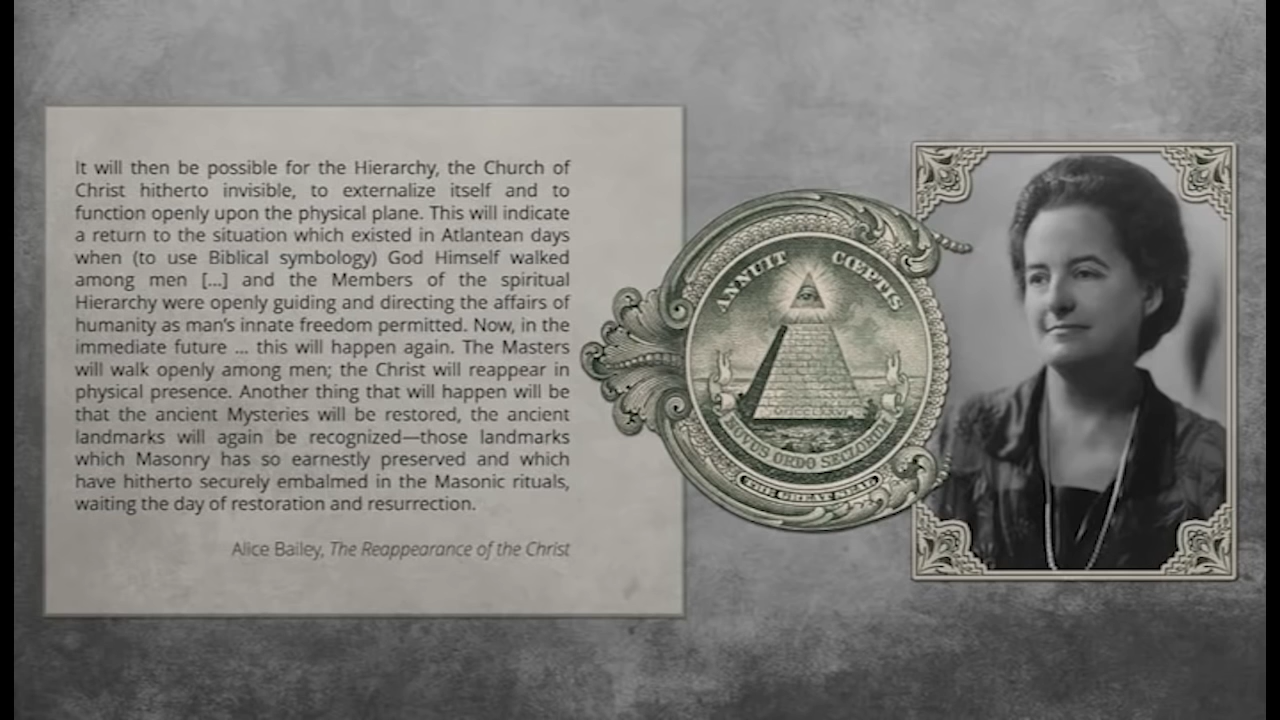 It will then be possible for the Hierarchy, the Church of
Christ hitherto invisible, to externalize itself and to
function openly upon the physical plane. This will indicate
a return to the situation which existed in Atlantean days
when (to use Biblical symbology) God Himself walked
among men [...] and the Members of the spiritual
Hierarchy were openly guiding and directing the affairs of
humanity as man's innate freedom permitted. Now, in the
immediate future ... this will happen again. The Masters
will walk openly among men; the Christ will reappear in
physical presence. Another thing that will happen will be
that the ancient Mysteries will be restored, the ancient
landmarks will again be recognized—those landmarks
which Masonry has so earnestly preserved and which
have hitherto securely embalmed in the Masonic rituals,
waiting the day of restoration and resurrection.
Alice Bailey, The Reappearance of the Christ
ANNUIT CŒPTIS
NOVUS ORDO SECLORUM
THE GREAT SEAL